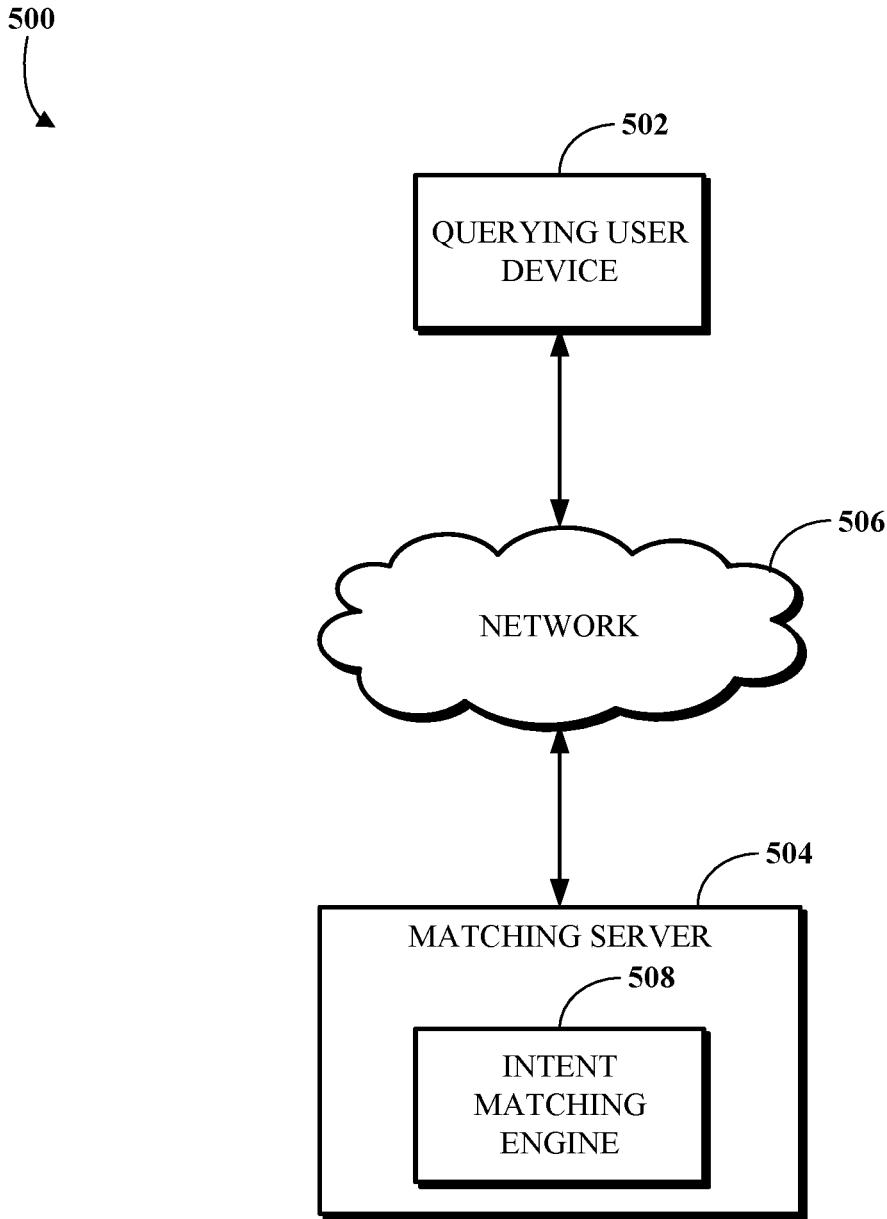 500
502
QUERYING USER
DEVICE
506
NETWORK
504
MATCHING SERVER
508
INTENT
MATCHING
ENGINE